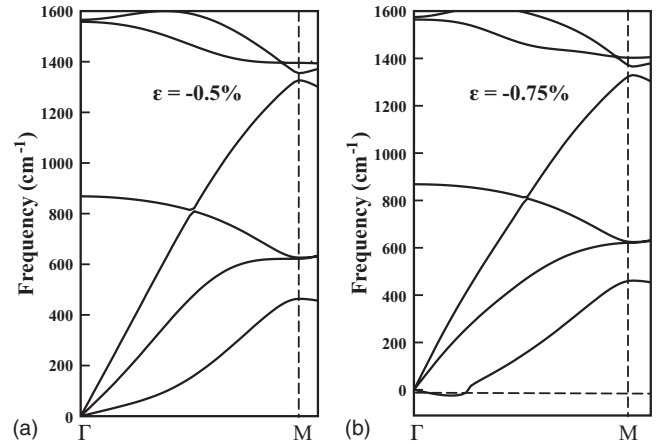 1600
1400
1200
1000
800
600
400
200
0
Frequency (cm-1)
ε = -0.5%
(a)
Γ
M
1600
1400
1200
1000
800
600
400
200
0
Frequency (cm-1)
ε = -0.75%
(b)
Γ
M